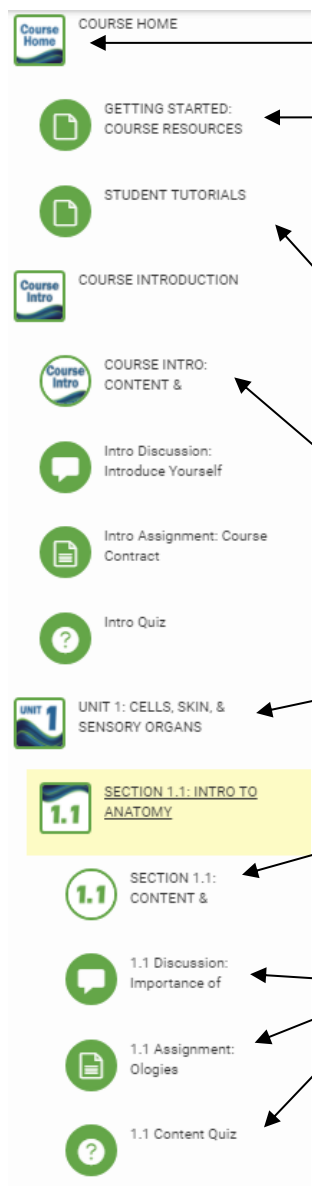 Course
Home
COURSE HOME
GETTING STARTED:
COURSE RESOURCES
STUDENT TUTORIALS
Course
Intro
COURSE INTRODUCTION
Course
Intro
COURSE INTRO:
CONTENT &
Intro Discussion:
Introduce Yourself
Intro Assignment: Course
Contract
?
Intro Quiz
UNIT 1
UNIT 1: CELLS, SKIN, &
SENSORY ORGANS
1.1
SECTION 1.1: INTRO TO
ANATOMY
1.1
SECTION 1.1:
CONTENT &
1.1 Discussion:
Importance of
1.1 Assignment:
Ologies
?
1.1 Content Quiz